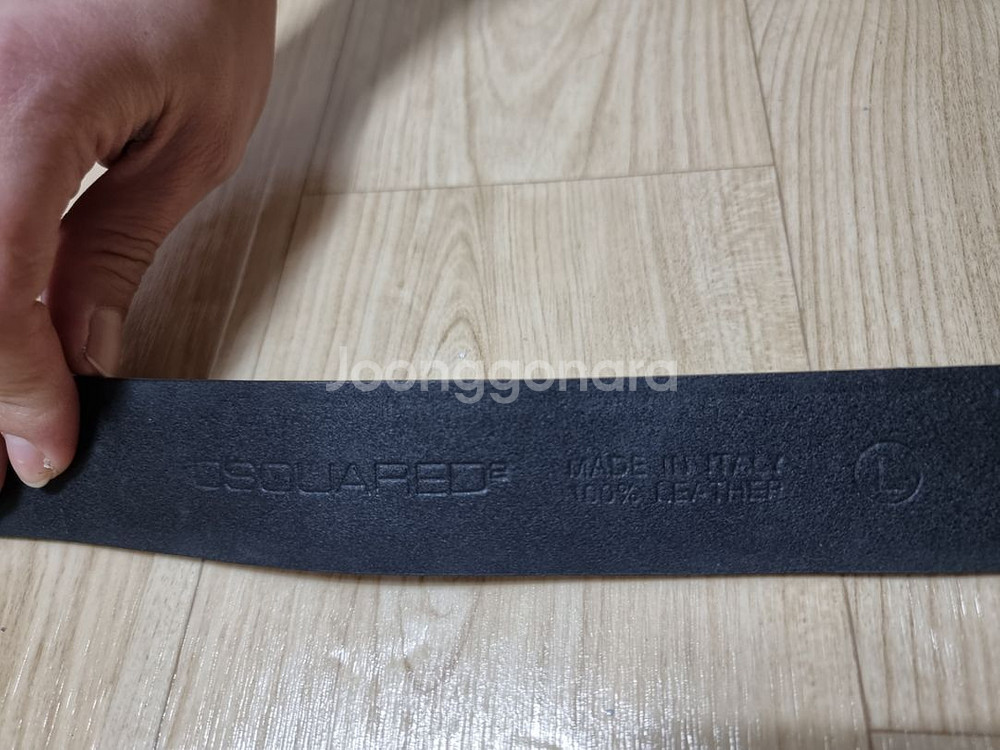 Joonggonara
DSQUARED2
MADE IN ITALY
100% LEATHER
L